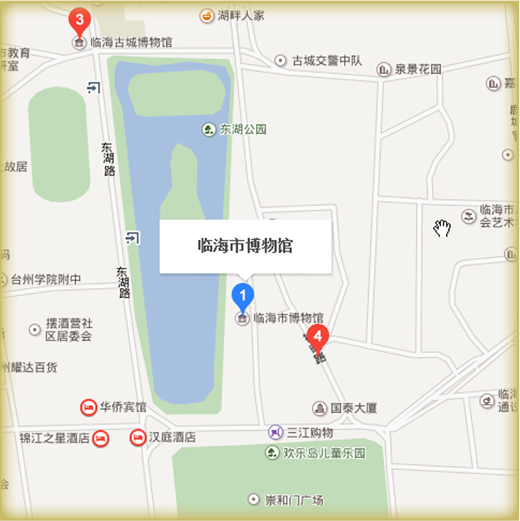 湖畔人家
3
临海古城博物馆
市教育
研室
古城交警中队
泉景花园
嘉
东湖公园
东湖路
故居
临海市
会艺术
临海市博物馆
东湖路
台州学院附中
1
临海市博物馆
4
路
摆酒营社
区居委会
州耀达百货
华侨宾馆
国泰大厦
临海
通设
锦江之星酒店
汉庭酒店
三江购物
欢乐岛儿童乐园
崇和门广场